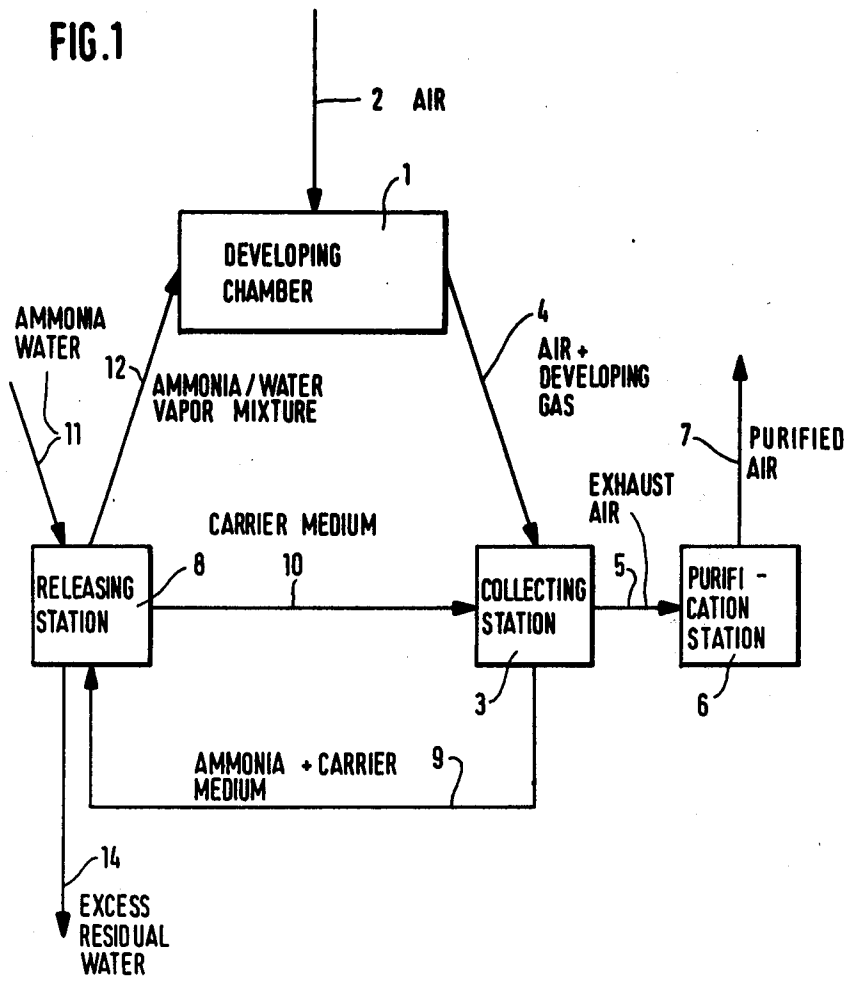 FIG.1
2 AIR
1
DEVELOPING
CHAMBER
AMMONIA
WATER
11
12
AMMONIA/WATER
VAPOR MIXTURE
4
AIR +
DEVELOPING
GAS
7
PURIFIED
AIR
EXHAUST
AIR
CARRIER MEDIUM
10
RELEASING
STATION
8
COLLECTING
STATION
3
5
PURIFI -
CATION
STATION
6
AMMONIA + CARRIER
MEDIUM
9
14
EXCESS
RESIDUAL
WATER